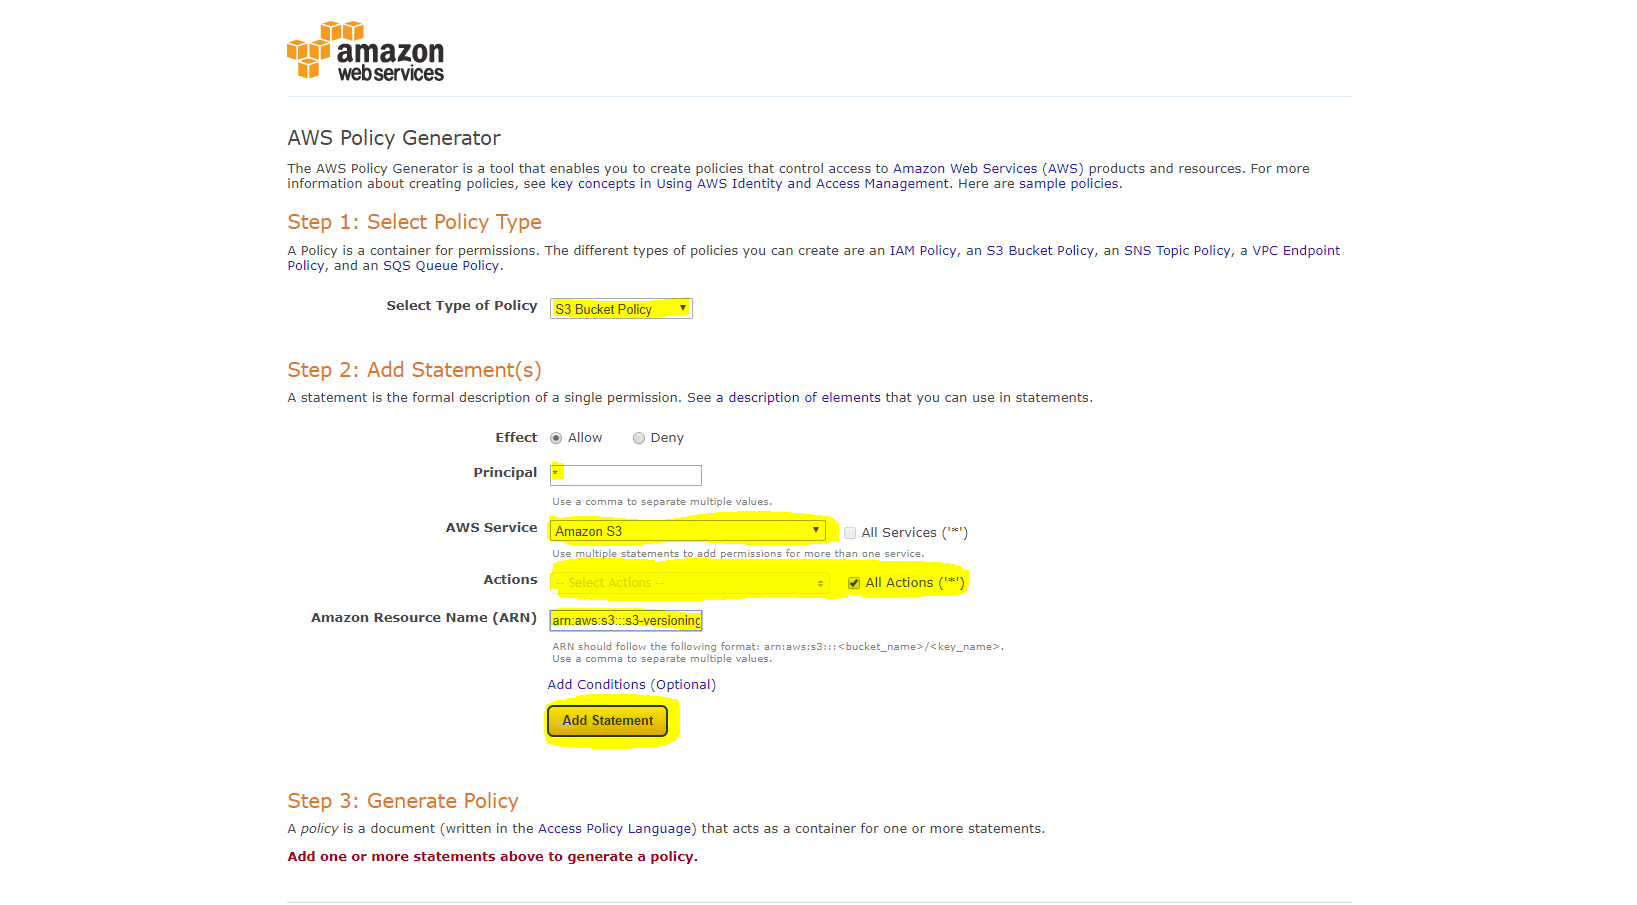 amazon
web services
AWS Policy Generator
The AWS Policy Generator is a tool that enables you to create policies that control access to Amazon Web Services (AWS) products and resources. For more
information about creating policies, see key concepts in Using AWS Identity and Access Management. Here are sample policies.
Step 1: Select Policy Type
A Policy is a container for permissions. The different types of policies you can create are an IAM Policy, an S3 Bucket Policy, an SNS Topic Policy, a VPC Endpoint
Policy, and an SQS Queue Policy.
Select Type of Policy S3 Bucket Policy
Step 2: Add Statement(s)
A statement is the formal description of a single permission. See a description of elements that you can use in statements.
Effect Allow Deny
Principal *
Use a comma to separate multiple values.
AWS Service Amazon S3 All Services ('*')
Use multiple statements to add permissions for more than one service.
Actions -- Select Actions -- All Actions ('*')
Amazon Resource Name (ARN) arn:aws:s3:::s3-versioning
ARN should follow the following format: arn:aws:s3:::<bucket_name>/<key_name>.
Use a comma to separate multiple values.
Add Conditions (Optional)
Add Statement
Step 3: Generate Policy
A policy is a document (written in the Access Policy Language) that acts as a container for one or more statements.
Add one or more statements above to generate a policy.